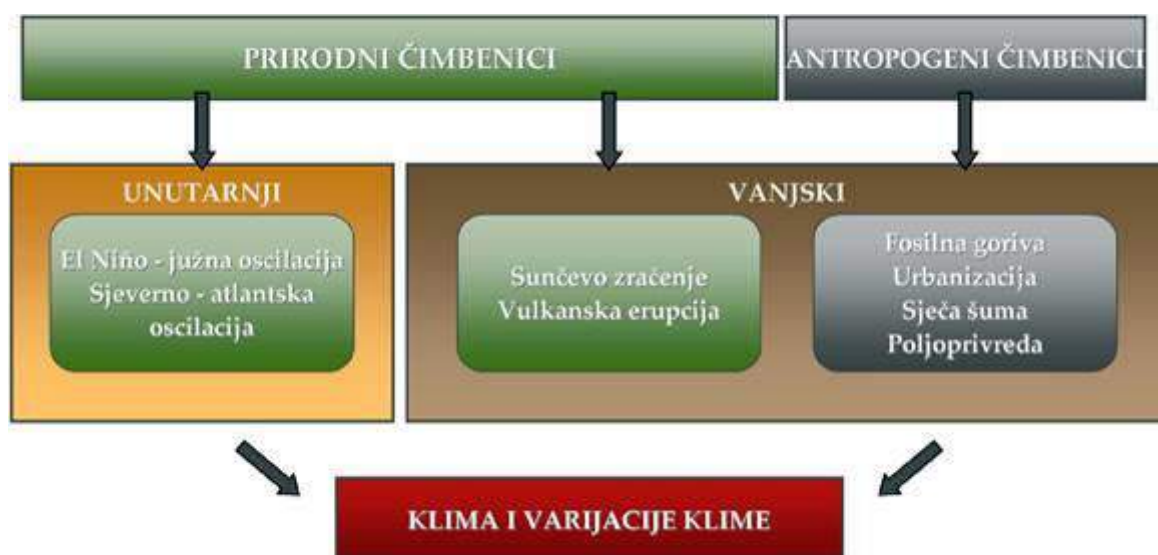 PRIRODNI ČIMBENICI
ANTROPOGENI ČIMBENICI
UNUTARNJI
El Niño - južna oscilacija
Sjeverno - atlantska
oscilacija
VANJSKI
Sunčevo zračenje
Vulkanska erupcija
Fosilna goriva
Urbanizacija
Sječa šuma
Poljoprivreda
KLIMA I VARIJACIJE KLIME